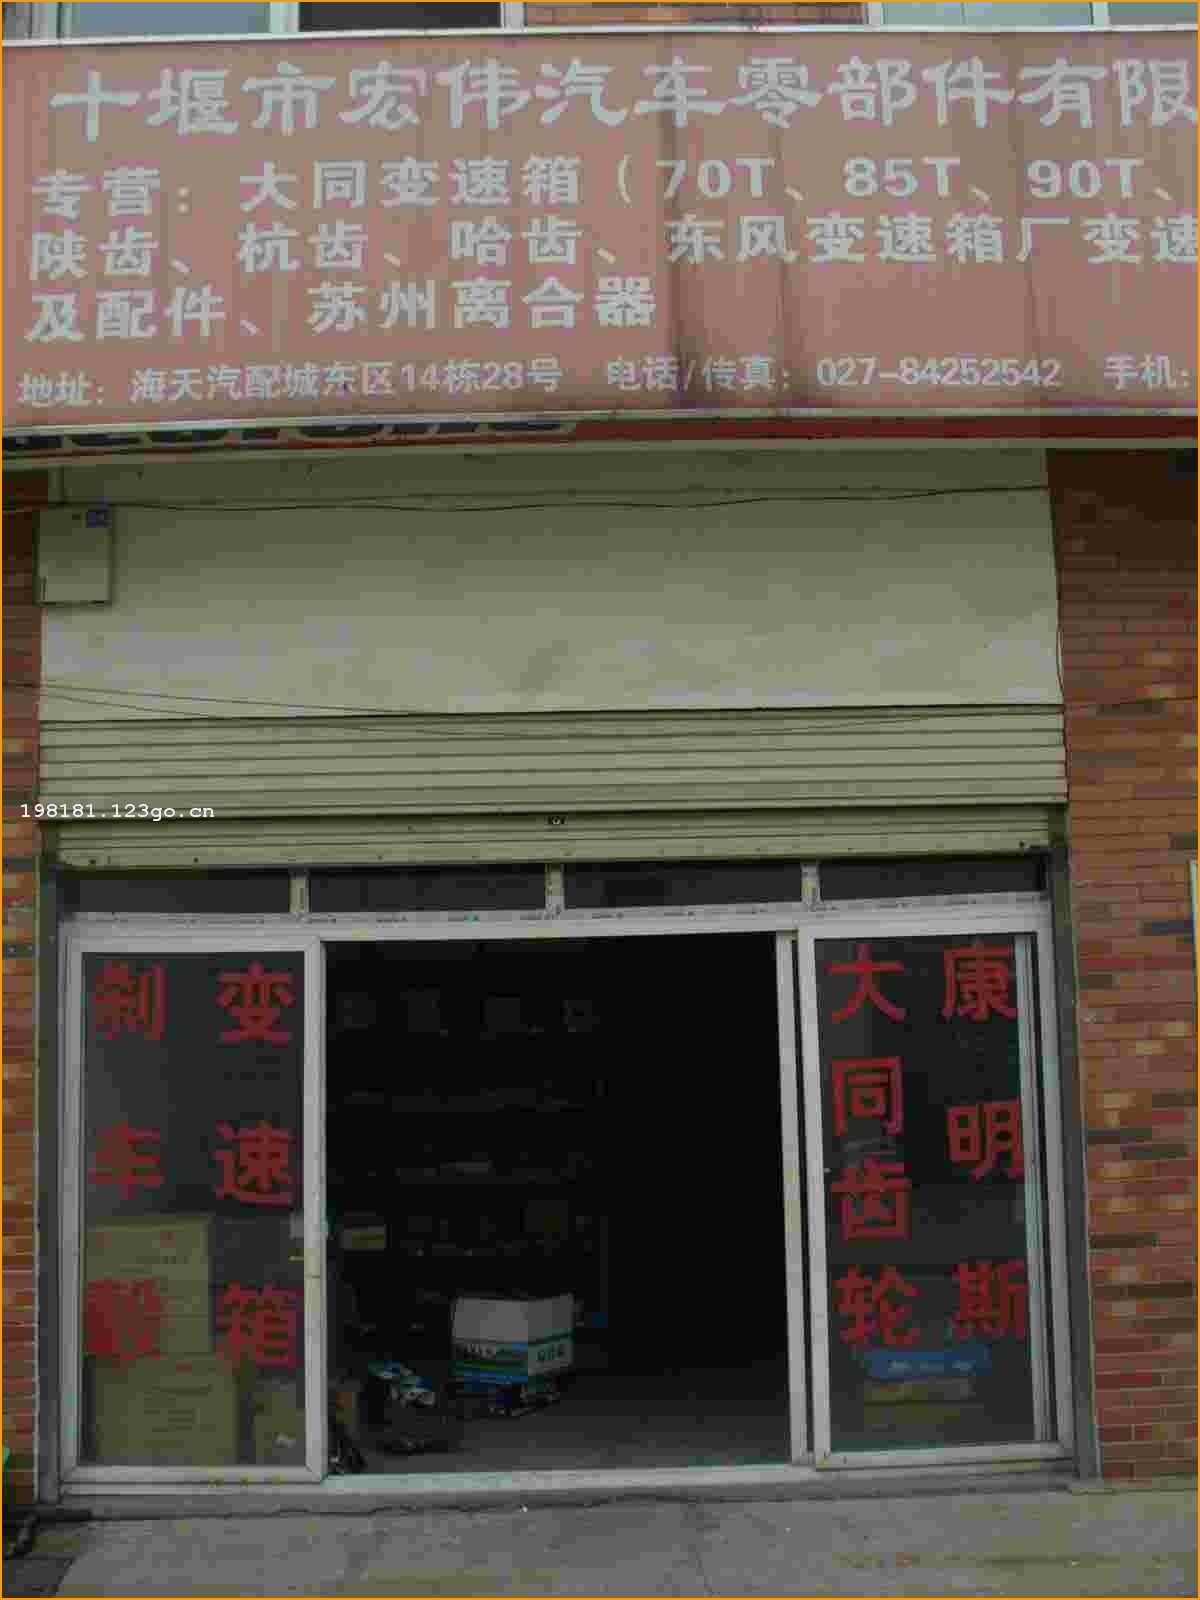 十堰市宏伟汽车零部件有限
专营：大同变速箱（70T、85T、90T、
陕齿、杭齿、哈齿、东风变速箱厂变速
及配件、苏州离合器
地址：海天汽配城东区14栋28号 电话/传真：027-84252542 手机：
198181.123go.cn
刹车毂
变速箱
大同齿轮
康明斯